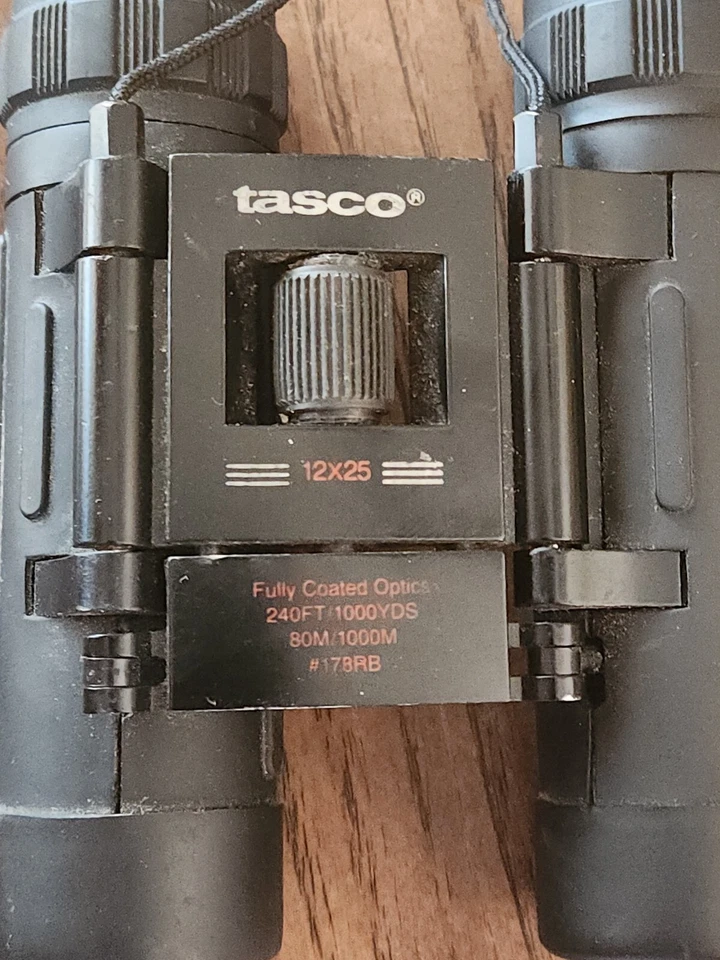 tasco®
12X25
Fully Coated Optics
240FT/1000YDS
80M/1000M
#178RB